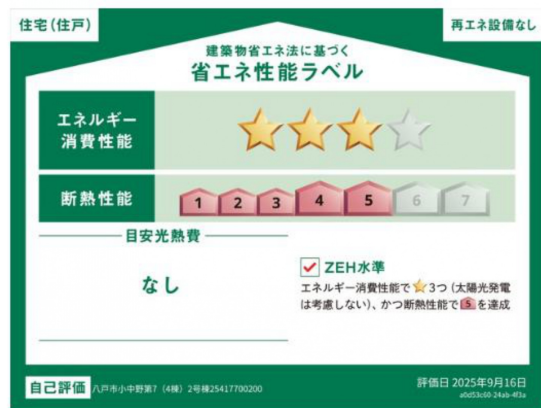 住宅(住戸)
再エネ設備なし
建築物省エネ法に基づく
省エネ性能ラベル
エネルギー
消費性能
断熱性能
1 2 3 4 5 6 7
目安光熱費
なし
ZEH水準
エネルギー消費性能で⭐3つ(太陽光発電
は考慮しない)、かつ断熱性能で5を達成
自己評価
八戸市小中野第7(4棟)2号棟25417700200
評価日 2025年9月16日
a0d53c60-24ab-4f3a